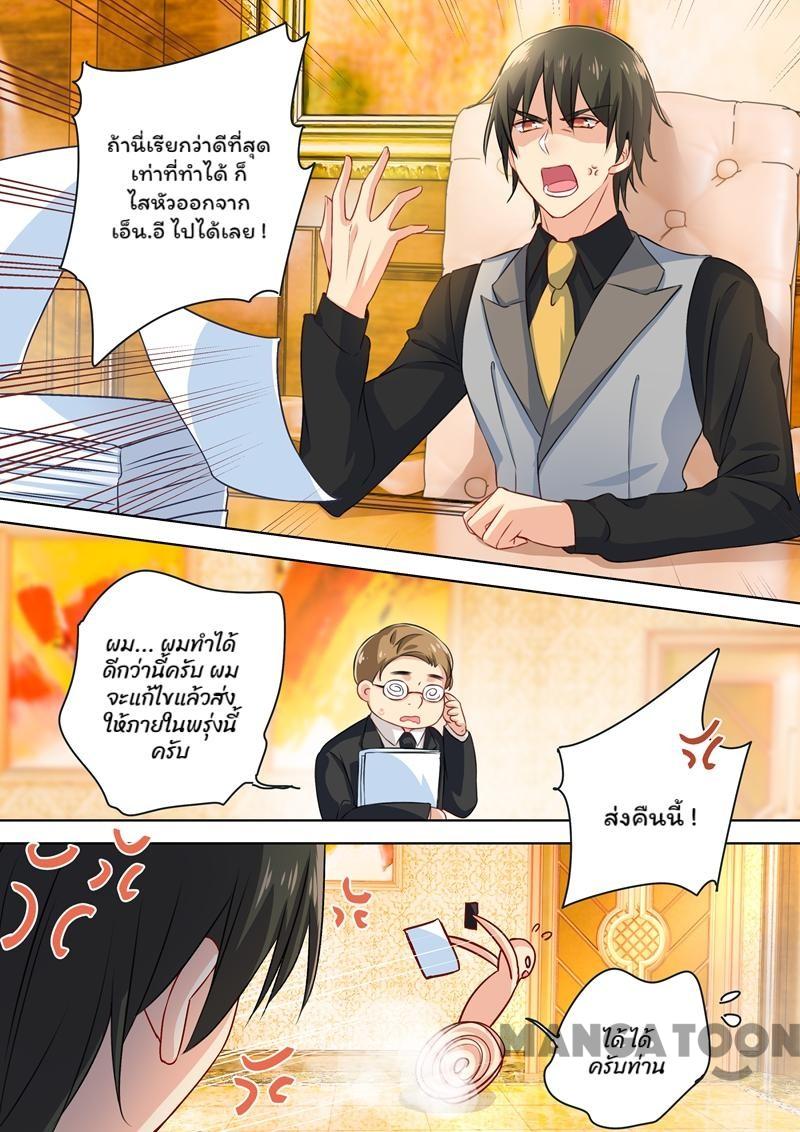 ถ้านี่เรียกว่าดีที่สุด
เท่าที่ทำได้ ก็
ไสหัวออกจาก
เอ็น.อี ไปได้เลย !
ผม... ผมทำได้
ดีกว่านี้ครับ ผม
จะแก้ไขแล้วส่ง
ให้ภายในพรุ่งนี้
ครับ
ส่งคืนนี้ !
ได้ ได้
ครับท่าน
MANGATOON